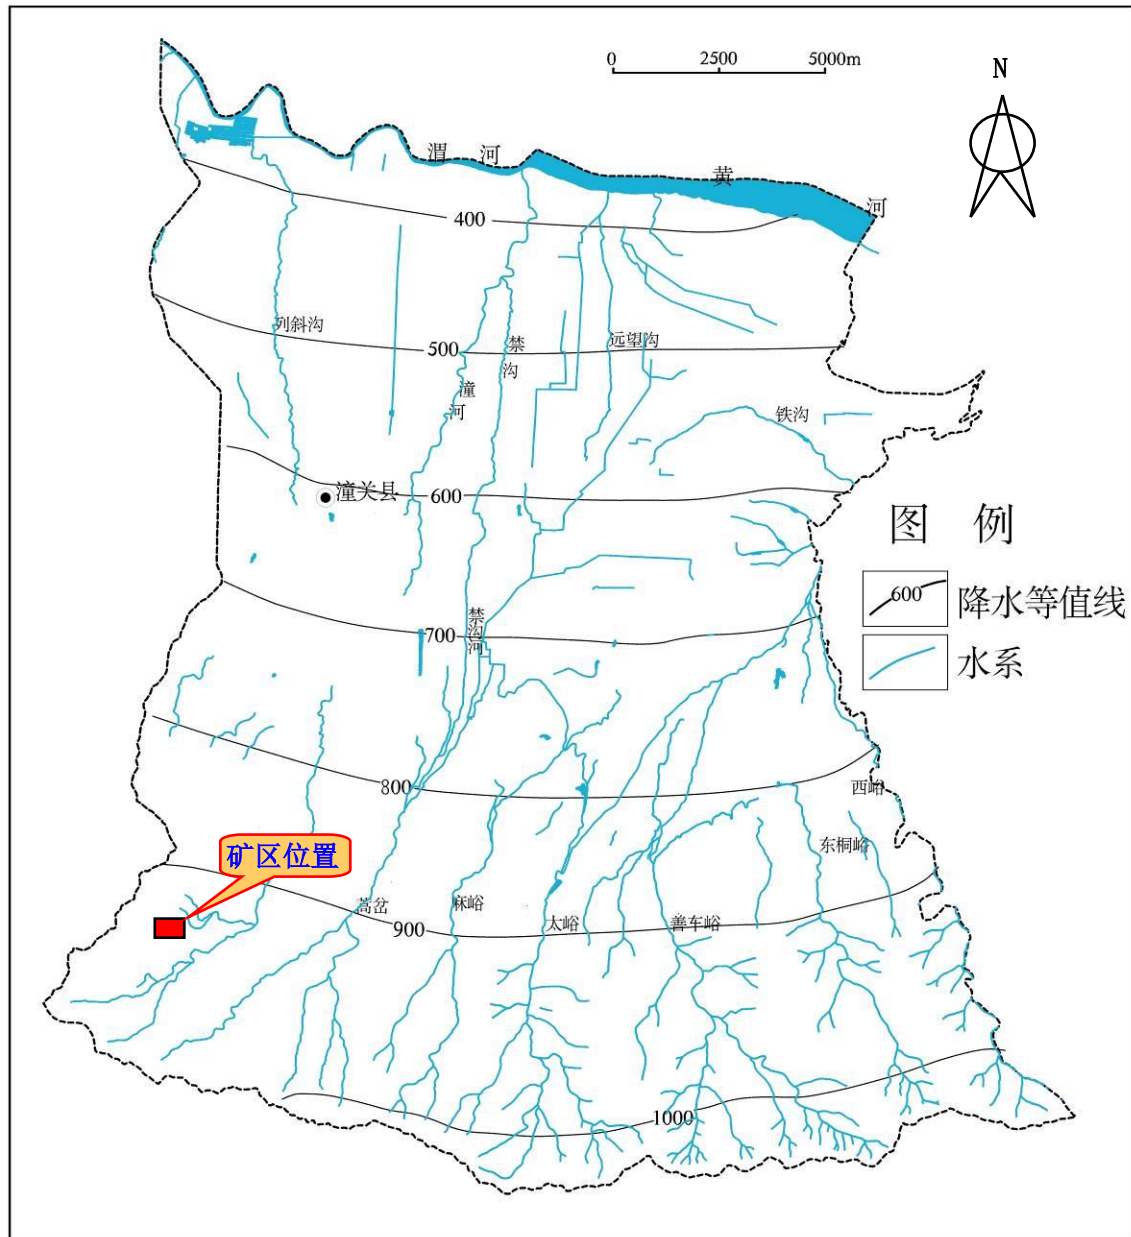 0 2500 5000m
N
渭河
黄河
400
列斜沟
500
禁沟
远望沟
潼河
铁沟
潼关县
600
图 例
600
降水等值线
水系
禁沟河
700
800
西峪
东桐峪
矿区位置
蒿岔
麻峪
900
太峪
善车峪
1000